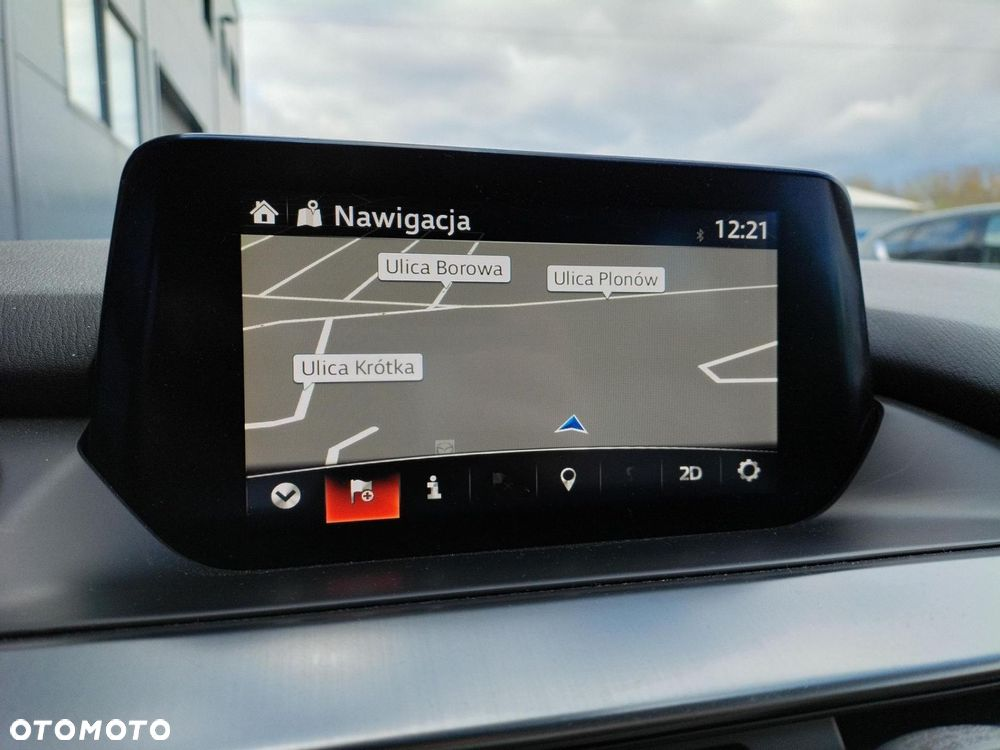 Nawigacja
12:21
Ulica Borowa
Ulica Plonów
Ulica Krótka
2D
OTOMOTO